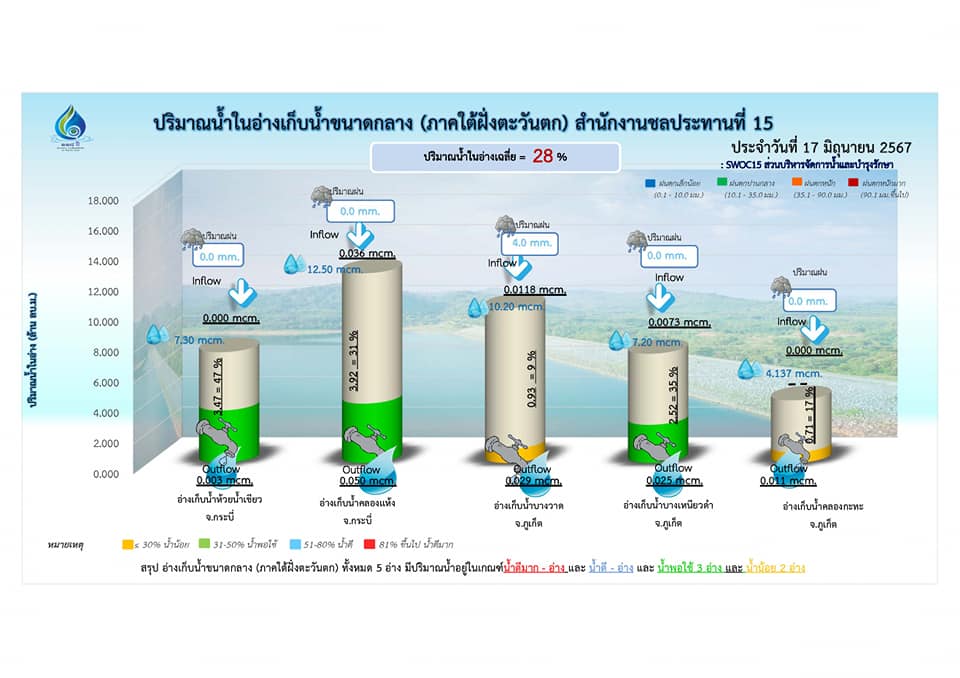 ปริมาณน้ำในอ่างเก็บน้ำขนาดกลาง (ภาคใต้ฝั่งตะวันตก) สำนักงานชลประทานที่ 15
ประจำวันที่ 17 มิถุนายน 2567
ปริมาณน้ำในอ่างเฉลี่ย = 28 %
: SWOC15 ส่วนบริหารจัดการน้ำและบำรุงรักษา
ฝนตกเล็กน้อย ฝนตกปานกลาง ฝนตกหนัก ฝนตกหนักมาก
(0.1 - 10.0 มม.) (10.1 - 35.0 มม.) (35.1 - 90.0 มม.) (90.1 มม.ขึ้นไป)
ปริมาณน้ำในอ่าง (ล้าน ลบ.ม.)
18.000
16.000
14.000
12.000
10.000
8.000
6.000
4.000
2.000
0.000
ปริมาณฝน
0.0 mm.
Inflow
0.000 mcm.
7.30 mcm.
3.47 = 47 %
Outflow
0.003 mcm.
อ่างเก็บน้ำห้วยน้ำเขียว
จ.กระบี่
ปริมาณฝน
0.0 mm.
Inflow
0.036 mcm.
12.50 mcm.
3.92 = 31 %
Outflow
0.050 mcm.
อ่างเก็บน้ำคลองแห้ง
จ.กระบี่
ปริมาณฝน
4.0 mm.
Inflow
0.0118 mcm.
10.20 mcm.
0.93 = 9 %
Outflow
0.029 mcm.
อ่างเก็บน้ำบางวาด
จ.ภูเก็ต
ปริมาณฝน
0.0 mm.
Inflow
0.0073 mcm.
7.20 mcm.
2.52 = 35 %
Outflow
0.025 mcm.
อ่างเก็บน้ำบางเหนียวดำ
จ.ภูเก็ต
ปริมาณฝน
0.0 mm.
Inflow
0.000 mcm.
4.137 mcm.
0.71 = 17 %
Outflow
0.011 mcm.
อ่างเก็บน้ำคลองกะทะ
จ.ภูเก็ต
หมายเหตุ ≤ 30% น้ำน้อย 31-50% น้ำพอใช้ 51-80% น้ำดี 81% ขึ้นไป น้ำดีมาก
สรุป อ่างเก็บน้ำขนาดกลาง (ภาคใต้ฝั่งตะวันตก) ทั้งหมด 5 อ่าง มีปริมาณน้ำอยู่ในเกณฑ์น้ำดีมาก - อ่าง และ น้ำดี - อ่าง และ น้ำพอใช้ 3 อ่าง และ น้ำน้อย 2 อ่าง